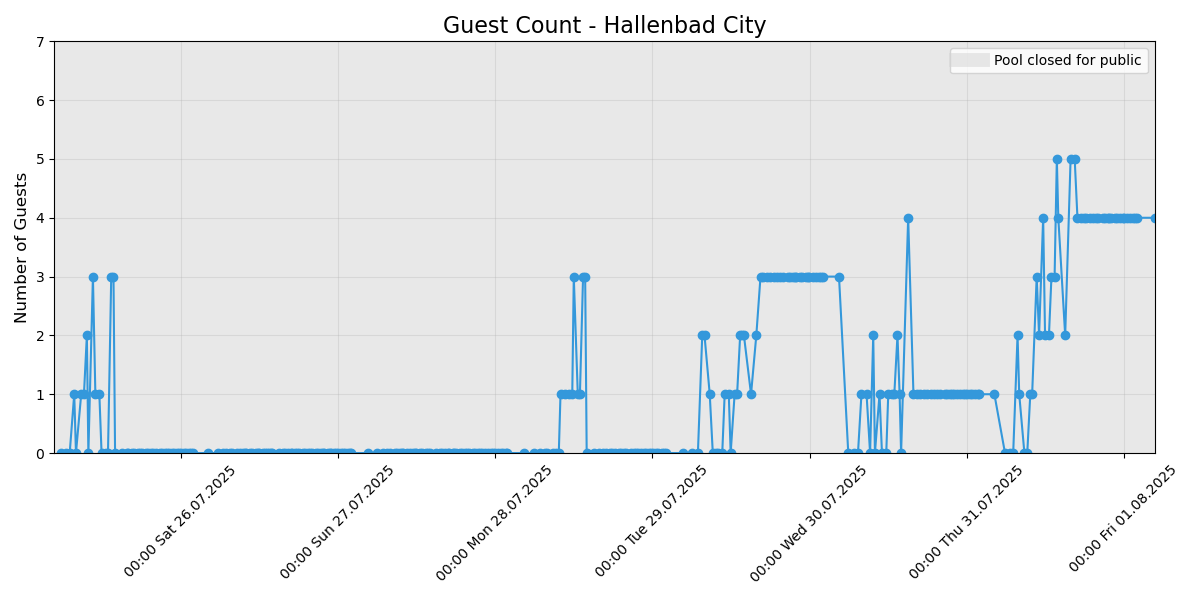 Guest Count - Hallenbad City
Pool closed for public
Number of Guests
7
6
5
4
3
2
1
0
00:00 Sat 26.07.2025
00:00 Sun 27.07.2025
00:00 Mon 28.07.2025
00:00 Tue 29.07.2025
00:00 Wed 30.07.2025
00:00 Thu 31.07.2025
00:00 Fri 01.08.2025